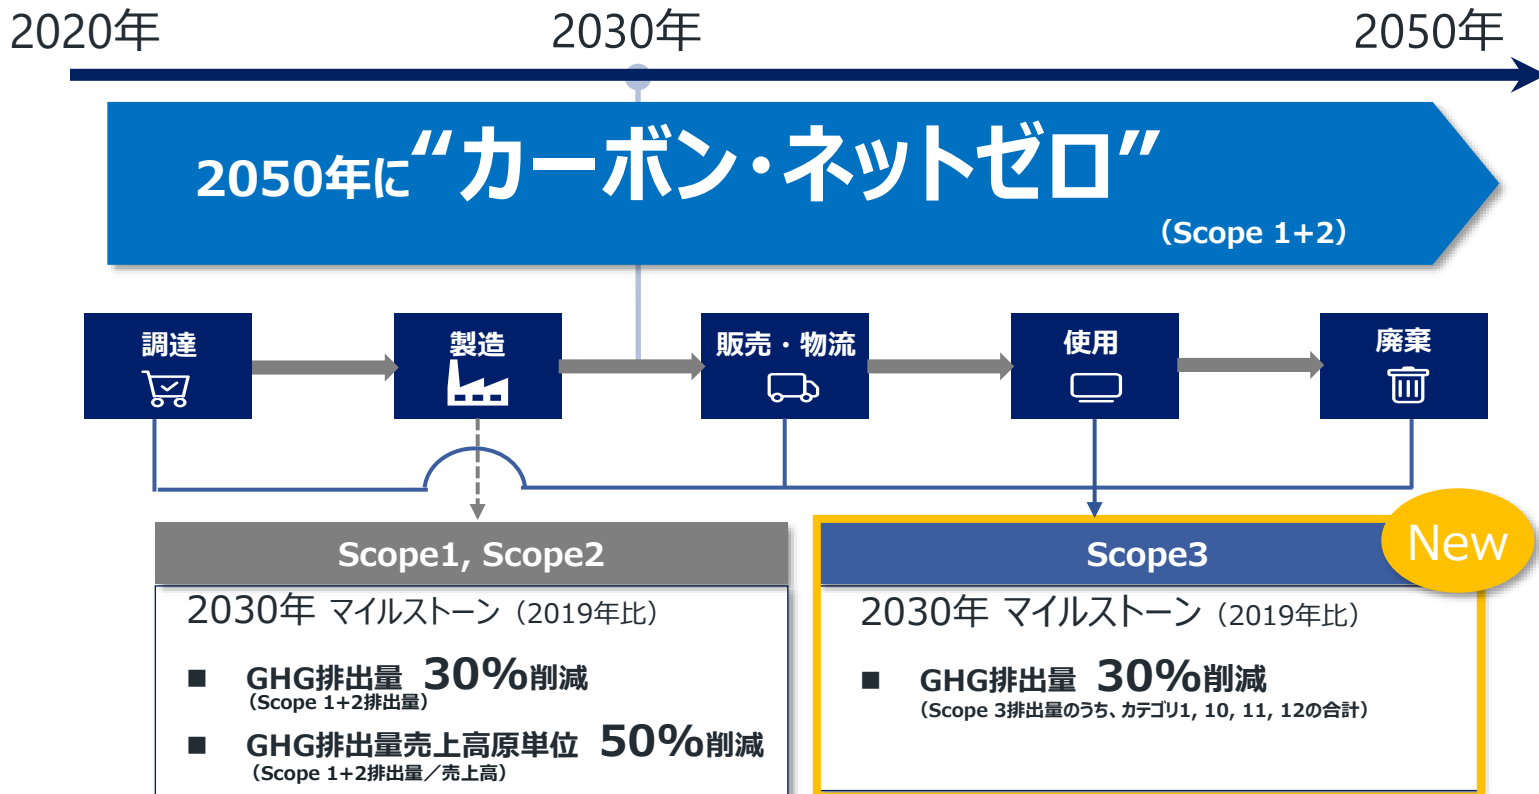 2020年
2030年
2050年
2050年に“カーボン・ネットゼロ”
（Scope 1+2）
調達
製造
販売・物流
使用
廃棄
Scope1, Scope2
2030年 マイルストーン（2019年比）
■ GHG排出量 30%削減
（Scope 1+2排出量）
■ GHG排出量売上高原単位 50%削減
（Scope 1+2排出量／売上高）
Scope3
New
2030年 マイルストーン（2019年比）
■ GHG排出量 30%削減
（Scope 3排出量のうち、カテゴリ1, 10, 11, 12の合計）